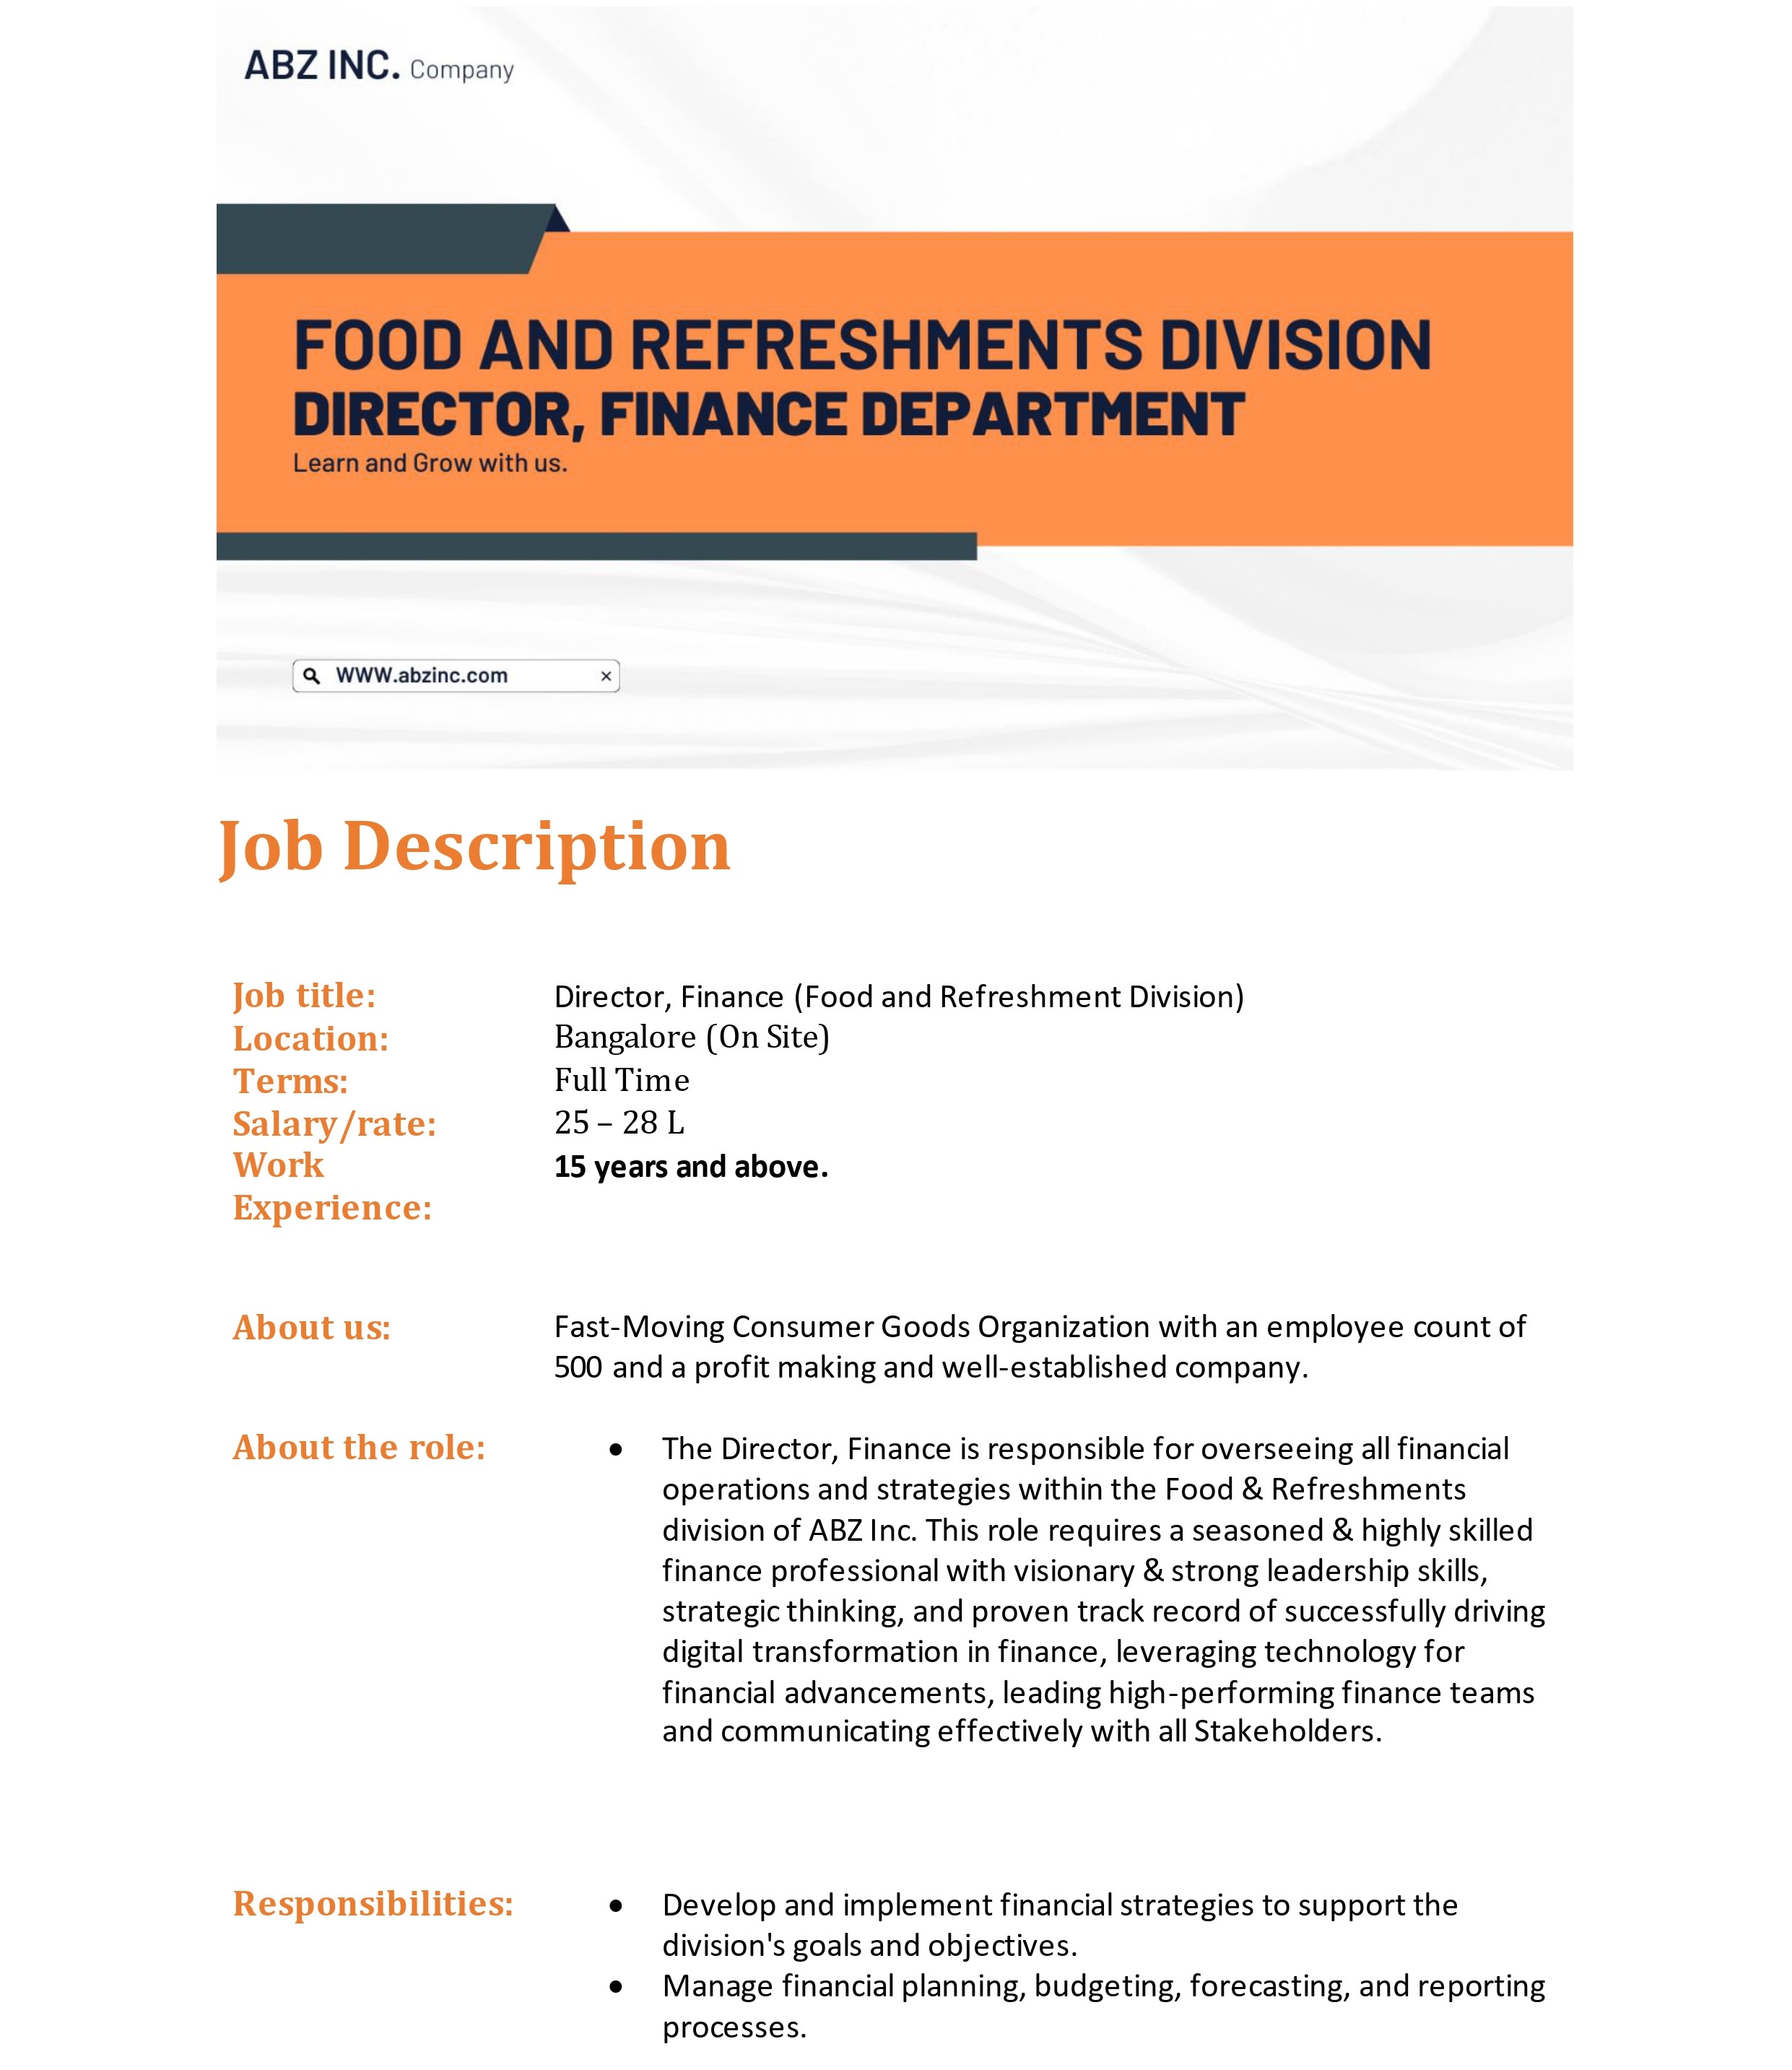 ABZ INC. Company
FOOD AND REFRESHMENTS DIVISION
DIRECTOR, FINANCE DEPARTMENT
Learn and Grow with us.
WWW.abzinc.com ×
Job Description
Job title: Director, Finance (Food and Refreshment Division)
Location: Bangalore (On Site)
Terms: Full Time
Salary/rate: 25 – 28 L
Work 15 years and above.
Experience:
About us: Fast-Moving Consumer Goods Organization with an employee count of
500 and a profit making and well-established company.
About the role: • The Director, Finance is responsible for overseeing all financial
operations and strategies within the Food & Refreshments
division of ABZ Inc. This role requires a seasoned & highly skilled
finance professional with visionary & strong leadership skills,
strategic thinking, and proven track record of successfully driving
digital transformation in finance, leveraging technology for
financial advancements, leading high-performing finance teams
and communicating effectively with all Stakeholders.
Responsibilities: • Develop and implement financial strategies to support the
division's goals and objectives.
• Manage financial planning, budgeting, forecasting, and reporting
processes.